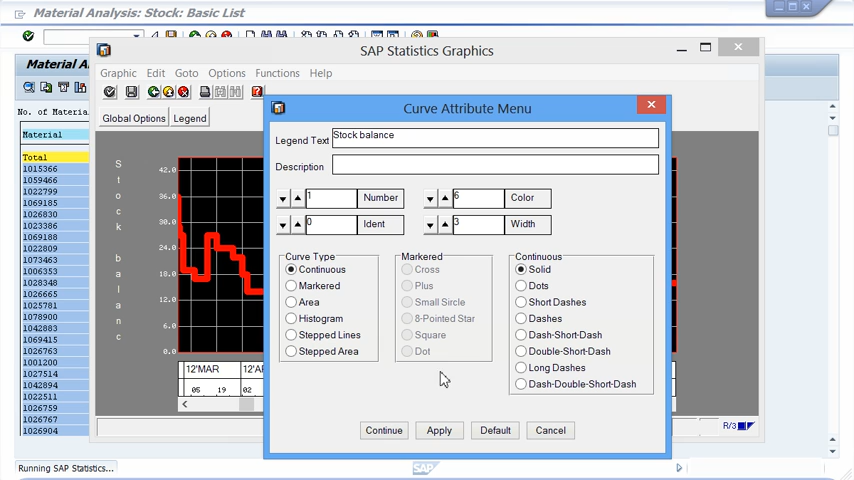 Material Analysis: Stock: Basic List
SAP Statistics Graphics
Material A
Graphic Edit Goto Options Functions Help
Global Options Legend
No. of Materia
Material
Total
1015366
1059466
1022799
1069185
1026830
1023386
1069188
1022809
1073463
1006353
1028348
1026665
1025781
1078900
1042883
1069415
1026763
1001200
1027514
1042894
1022511
1026759
1026767
1026904
Stock balanc
42.0
36.0
30.0
24.0
18.0
12.0
6.0
0.0
12'MAR 12'AP
05 19 02
Curve Attribute Menu
Legend Text Stock balance
Description
1 Number 6 Color
0 Ident 3 Width
Curve Type
Continuous
Markered
Area
Histogram
Stepped Lines
Stepped Area
Markered
Cross
Plus
Small Sircle
8-Pointed Star
Square
Dot
Continuous
Solid
Dots
Short Dashes
Dashes
Dash-Short-Dash
Double-Short-Dash
Long Dashes
Dash-Double-Short-Dash
Continue Apply Default Cancel
R/3
Running SAP Statistics...
SAP